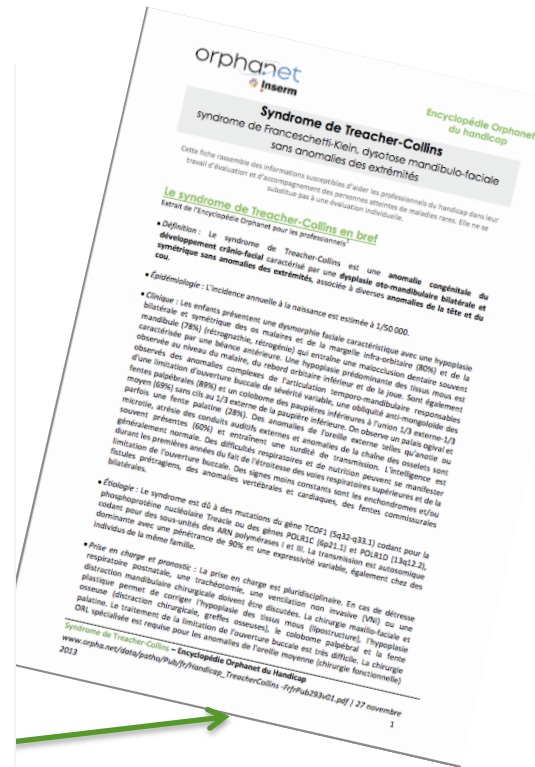 orphanet
Inserm
Encyclopédie Orphanet
du handicap
Syndrome de Treacher-Collins
syndrome de Franceschetti-Klein, dysotose mandibulo-faciale
sans anomalies des extrémités
Cette fiche rassemble des informations susceptibles d'aider les professionnels du handicap dans leur
travail d'évaluation et d'accompagnement des personnes atteintes de maladies rares. Elle ne se
substitue pas à une évaluation individuelle.
Le syndrome de Treacher-Collins en bref
Extrait de l'Encyclopédie Orphanet pour les professionnels¹
• Définition : Le syndrome de Treacher-Collins est une anomalie congénitale du
développement crânio-facial caractérisé par une dysplasie oto-mandibulaire bilatérale et
symétrique sans anomalies des extrémités, associée à diverses anomalies de la tête et du
cou.
• Épidémiologie : L'incidence annuelle à la naissance est estimée à 1/50 000.
• Clinique : Les enfants présentent une dysmorphie faciale caractéristique avec une hypoplasie
bilatérale et symétrique des os malaires et de la margelle infra-orbitaire (80%) et de la
mandibule (78%) (rétrognathie, rétrogénie) qui entraîne une malocclusion dentaire souvent
caractérisée par une béance antérieure. Une hypoplasie prédominante des tissus mous est
observée au niveau du malaire, du rebord orbitaire inférieur et de la joue. Sont également
observés des anomalies complexes de l'articulation temporo-mandibulaire responsables
d'une limitation d'ouverture buccale de sévérité variable, une obliquité anti-mongoloïde des
fentes palpébrales (89%) et un colobome des paupières inférieures à l'union 1/3 externe-1/3
moyen (69%) sans cils au 1/3 externe de la paupière inférieure. On observe un palais ogival et
parfois une fente palatine (28%). Des anomalies de l'oreille externe telles qu'anotie ou
microtie, atrésie des conduits auditifs externes et anomalies de la chaîne des osselets sont
souvent présentes (60%) et entraînent une surdité de transmission. L'intelligence est
généralement normale. Des difficultés respiratoires et de nutrition peuvent se manifester
durant les premières années du fait de l'étroitesse des voies respiratoires supérieures et de la
limitation de l'ouverture buccale. Des signes moins constants sont les enchondromes et/ou
fistules prétragiens, des anomalies vertébrales et cardiaques, des fentes commissurales
bilatérales.
• Étiologie : Le syndrome est dû à des mutations du gène TCOF1 (5q32-q33.1) codant pour la
phosphoprotéine nucléolaire Treacle ou des gènes POLR1C (6p21.1) et POLR1D (13q12.2),
codant pour des sous-unités des ARN polymérases I et III. La transmission est autosomique
dominante avec une pénétrance de 90% et une expressivité variable, également chez des
individus de la même famille.
• Prise en charge et pronostic : La prise en charge est pluridisciplinaire. En cas de détresse
respiratoire postnatale, une trachéotomie, une ventilation non invasive (VNI) ou une
distraction mandibulaire chirurgicale doivent être discutées. La chirurgie maxillo-faciale et
plastique permet de corriger l'hypoplasie des tissus mous (lipostructure), l'hypoplasie
osseuse (distraction chirurgicale, greffes osseuses), le colobome palpébral et la fente
palatine. Le traitement de la limitation de l'ouverture buccale est très difficile. La chirurgie
ORL spécialisée est requise pour les anomalies de l'oreille moyenne (chirurgie fonctionnelle)
Syndrome de Treacher-Collins – Encyclopédie Orphanet du Handicap
www.orpha.net/data/patho/Pub/fr/Handicap_TreacherCollins -FrfrPub293v01.pdf | 27 novembre
2013
1